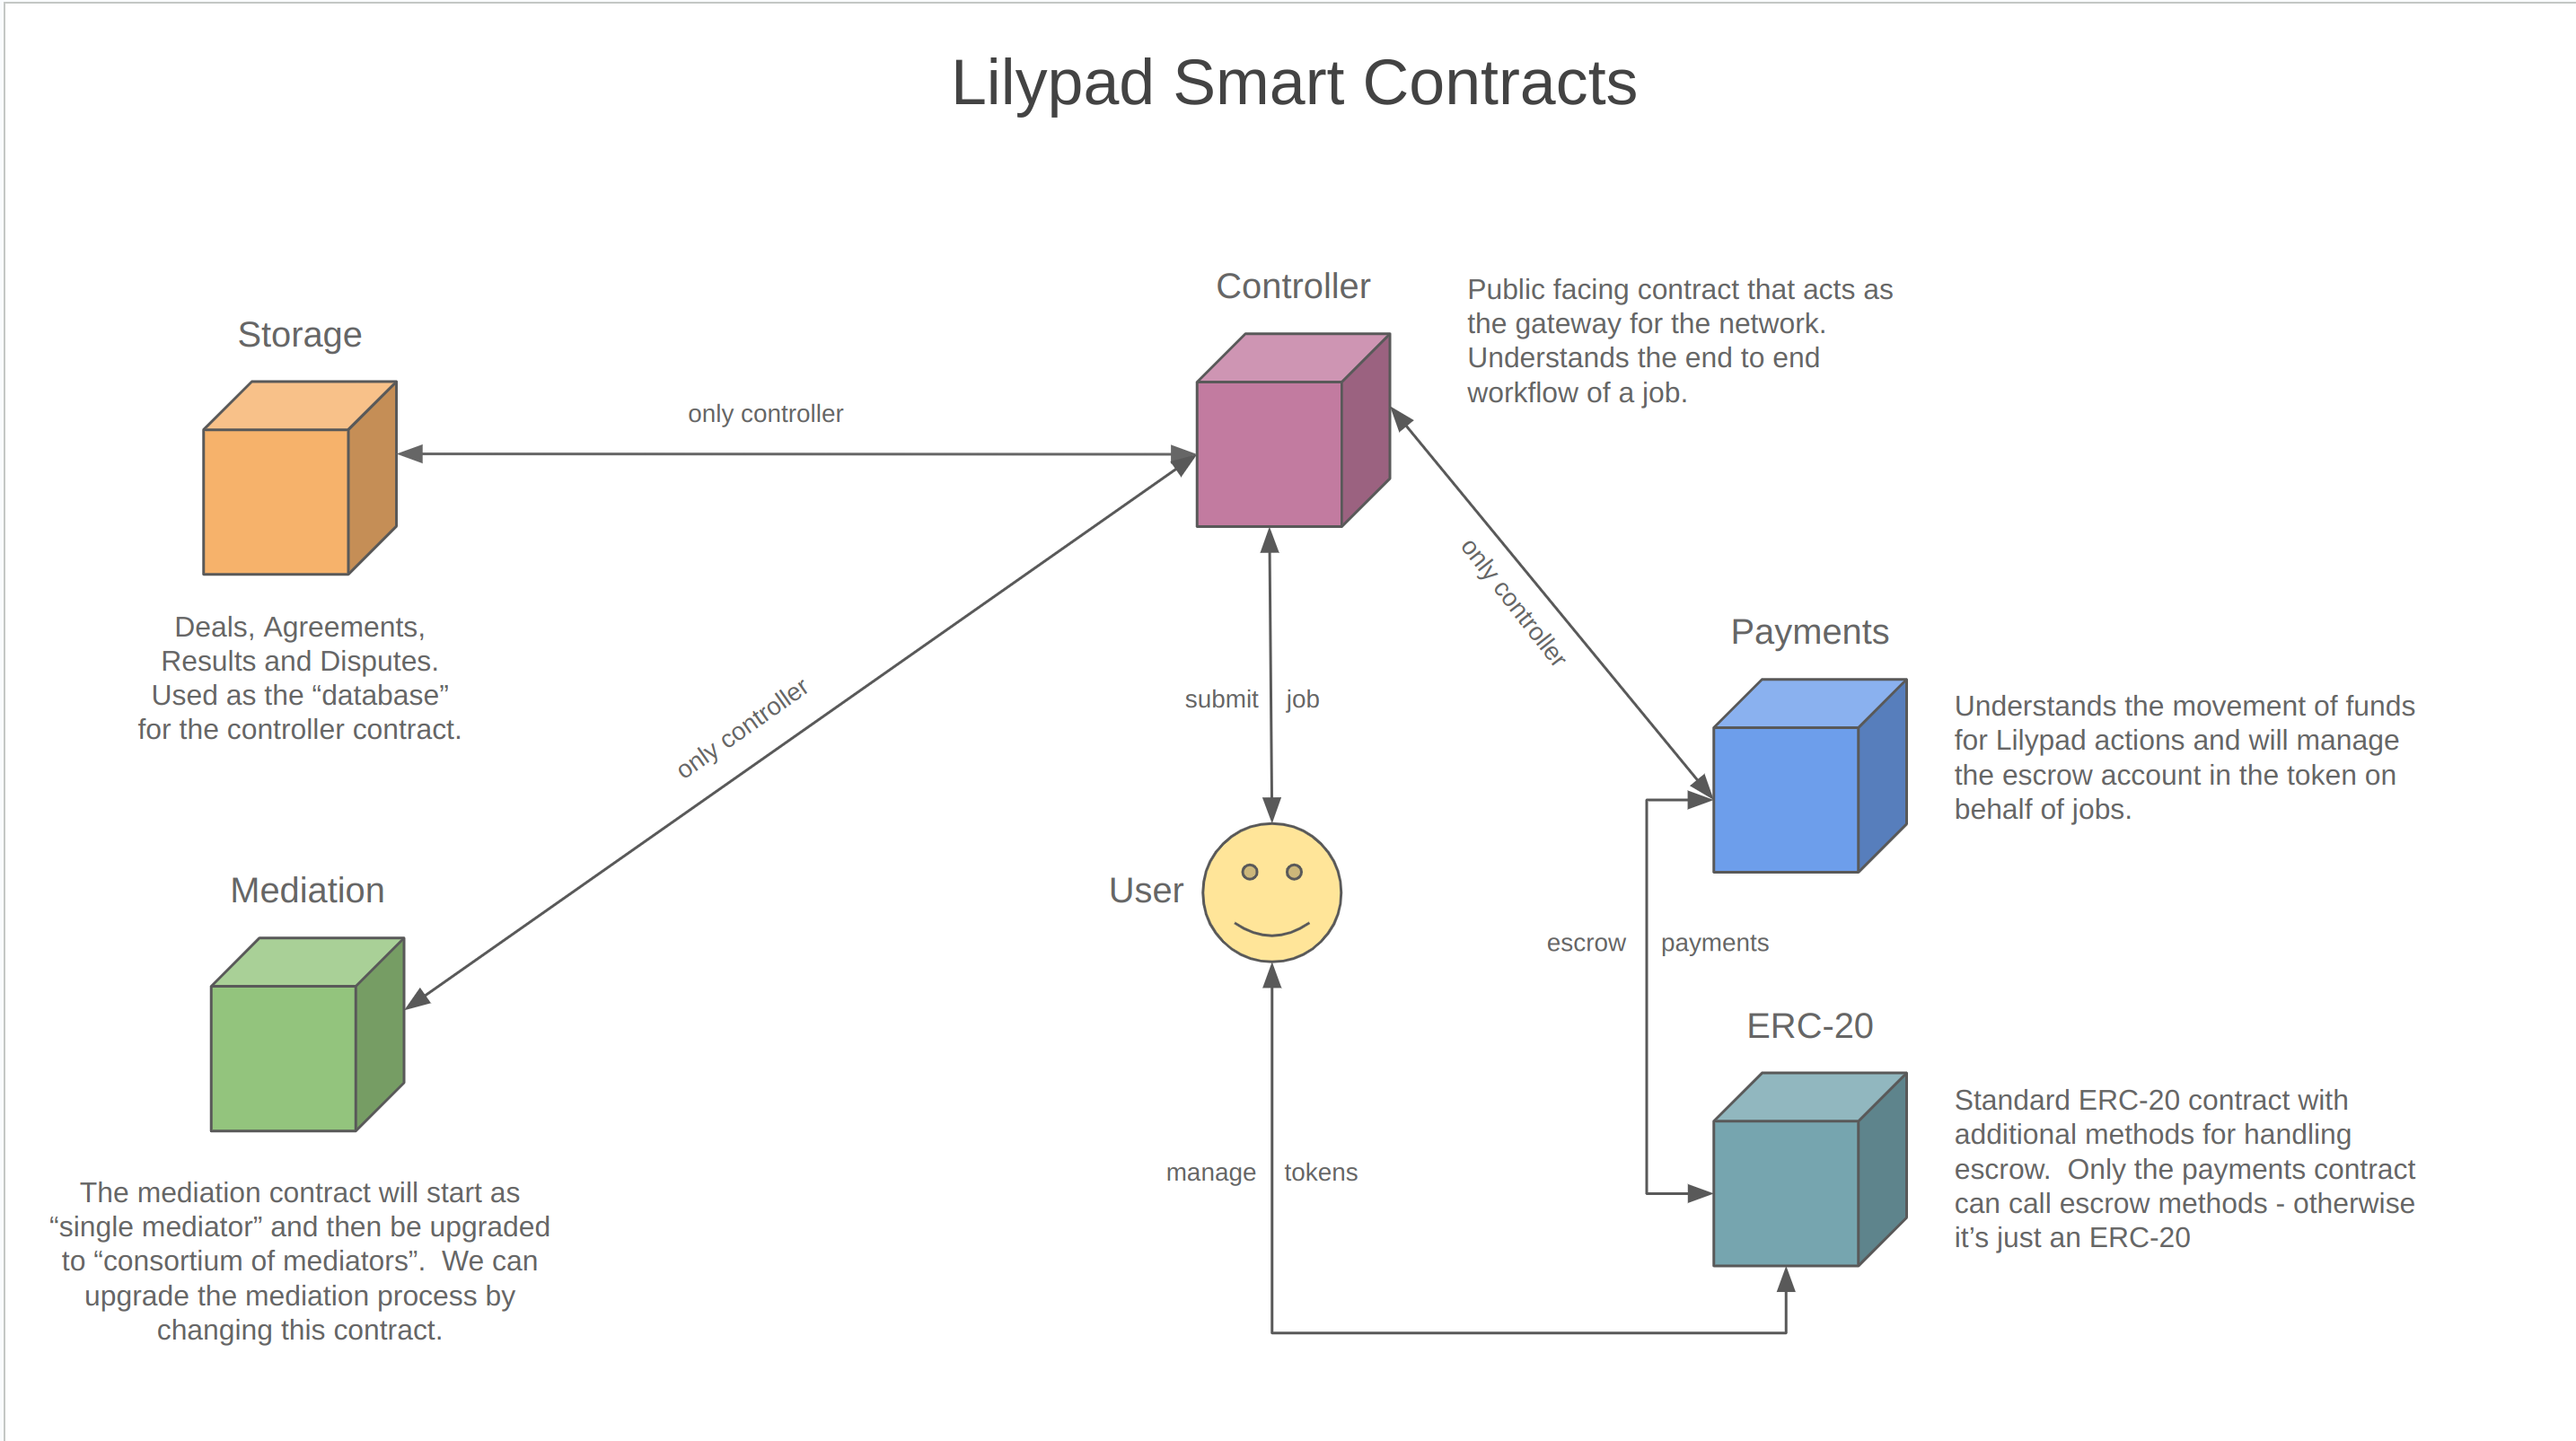 Lilypad Smart Contracts
Controller
Public facing contract that acts as
the gateway for the network.
Understands the end to end
workflow of a job.
Storage
only controller
Deals, Agreements,
Results and Disputes.
Used as the “database”
for the controller contract.
only controller
only controller
submit job
Payments
Understands the movement of funds
for Lilypad actions and will manage
the escrow account in the token on
behalf of jobs.
Mediation
User
escrow payments
The mediation contract will start as
“single mediator” and then be upgraded
to “consortium of mediators”.  We can
upgrade the mediation process by
changing this contract.
manage tokens
ERC-20
Standard ERC-20 contract with
additional methods for handling
escrow.  Only the payments contract
can call escrow methods - otherwise
it’s just an ERC-20